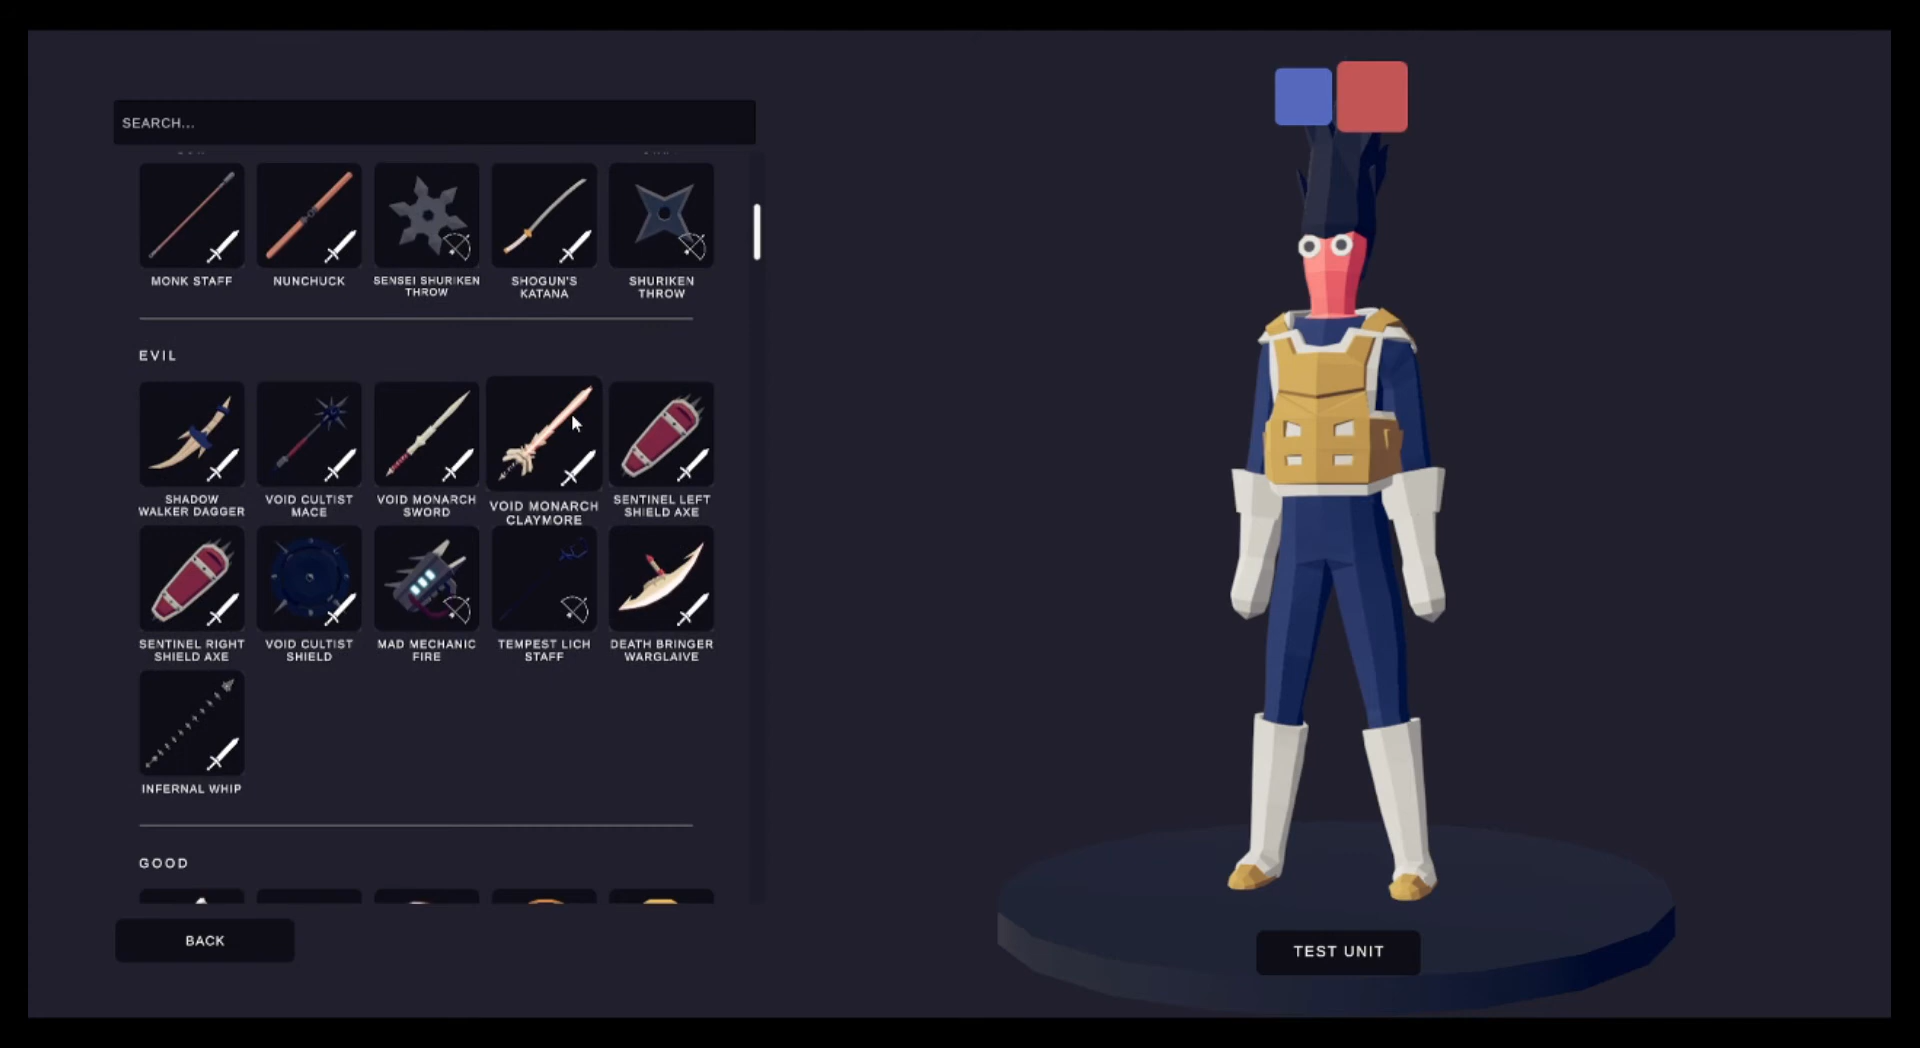 SEARCH...
MONK STAFF
NUNCHUCK
SENSEI SHURIKEN
THROW
SHOGUN'S
KATANA
SHURIKEN
THROW
EVIL
SHADOW
WALKER DAGGER
VOID CULTIST
MACE
VOID MONARCH
SWORD
VOID MONARCH
CLAYMORE
SENTINEL LEFT
SHIELD AXE
SENTINEL RIGHT
SHIELD AXE
VOID CULTIST
SHIELD
MAD MECHANIC
FIRE
TEMPEST LICH
STAFF
DEATH BRINGER
WARGLAIVE
INFERNAL WHIP
GOOD
BACK
TEST UNIT